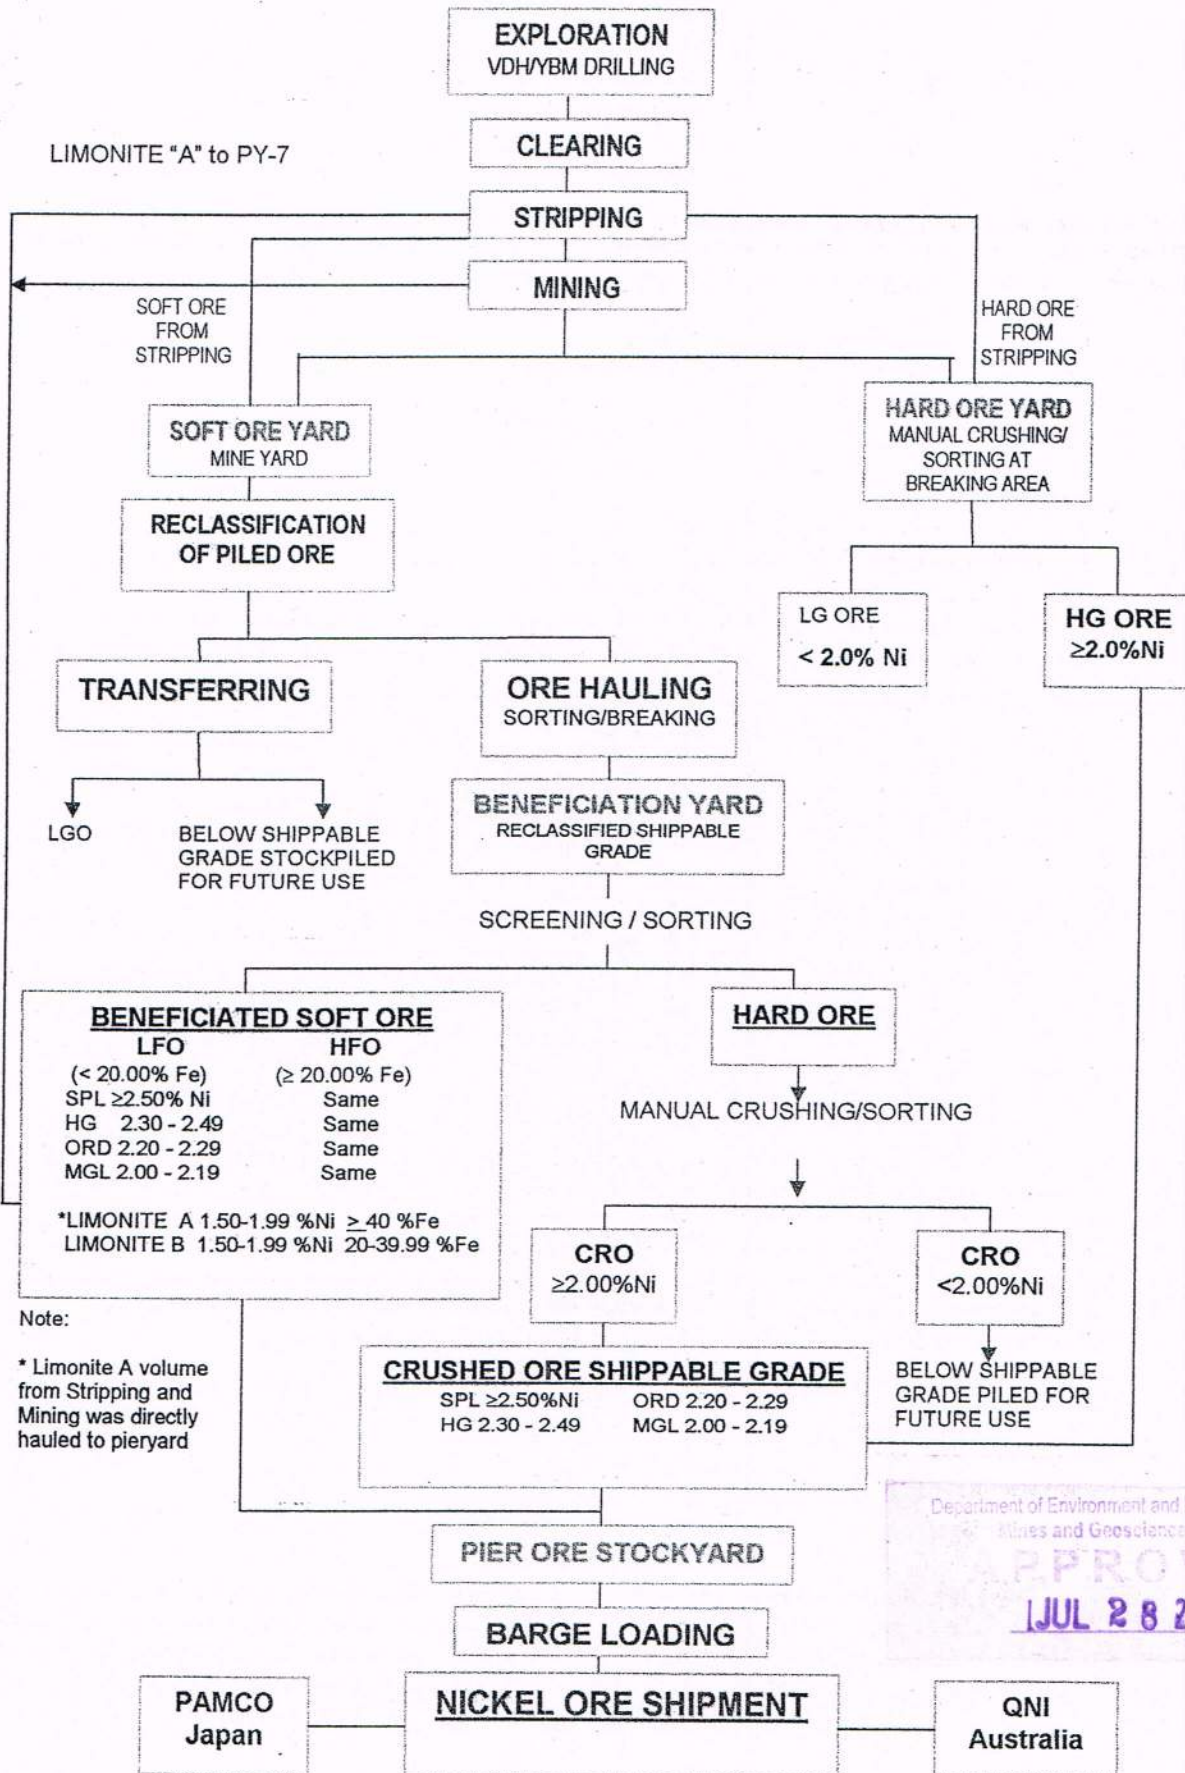 EXPLORATION
VDH/YBM DRILLING
CLEARING
LIMONITE "A" to PY-7
STRIPPING
MINING
SOFT ORE
FROM
STRIPPING
HARD ORE
FROM
STRIPPING
SOFT ORE YARD
MINE YARD
HARD ORE YARD
MANUAL CRUSHING/
SORTING AT
BREAKING AREA
RECLASSIFICATION
OF PILED ORE
LG ORE
< 2.0% Ni
HG ORE
≥2.0%Ni
TRANSFERRING
ORE HAULING
SORTING/BREAKING
LGO
BELOW SHIPPABLE
GRADE STOCKPILED
FOR FUTURE USE
BENEFICIATION YARD
RECLASSIFIED SHIPPABLE
GRADE
SCREENING / SORTING
BENEFICIATED SOFT ORE
LFO HFO
(< 20.00% Fe) (≥ 20.00% Fe)
SPL ≥2.50% Ni Same
HG 2.30 - 2.49 Same
ORD 2.20 - 2.29 Same
MGL 2.00 - 2.19 Same
*LIMONITE A 1.50-1.99 %Ni ≥ 40 %Fe
LIMONITE B 1.50-1.99 %Ni 20-39.99 %Fe
HARD ORE
MANUAL CRUSHING/SORTING
CRO
≥2.00%Ni
CRO
<2.00%Ni
Note:
* Limonite A volume
from Stripping and
Mining was directly
hauled to pieryard
CRUSHED ORE SHIPPABLE GRADE
SPL ≥2.50%Ni ORD 2.20 - 2.29
HG 2.30 - 2.49 MGL 2.00 - 2.19
BELOW SHIPPABLE
GRADE PILED FOR
FUTURE USE
Department of Environment and
Mines and Geoscience
APPRO
JUL 28 2
PIER ORE STOCKYARD
BARGE LOADING
PAMCO
Japan
NICKEL ORE SHIPMENT
QNI
Australia